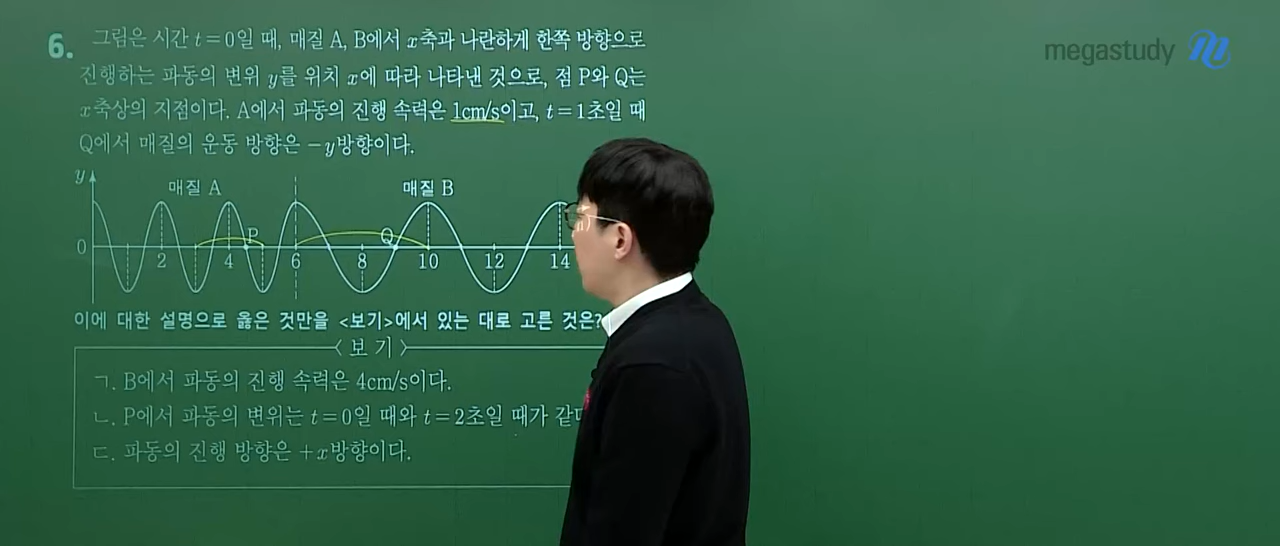 megastudy
6. 그림은 시간 t=0일 때, 매질 A, B에서 x축과 나란하게 한쪽 방향으로
진행하는 파동의 변위 y를 위치 x에 따라 나타낸 것으로, 점 P와 Q는
x축상의 지점이다. A에서 파동의 진행 속력은 1cm/s이고, t=1초일 때
Q에서 매질의 운동 방향은 -y방향이다.
y 매질 A 매질 B
P Q
0 2 4 6 8 10 12 14
이에 대한 설명으로 옳은 것만을 <보기>에서 있는 대로 고른 것은?
<보 기>
ㄱ. B에서 파동의 진행 속력은 4cm/s이다.
ㄴ. P에서 파동의 변위는 t=0일 때와 t=2초일 때가 같다
ㄷ. 파동의 진행 방향은 +x방향이다.